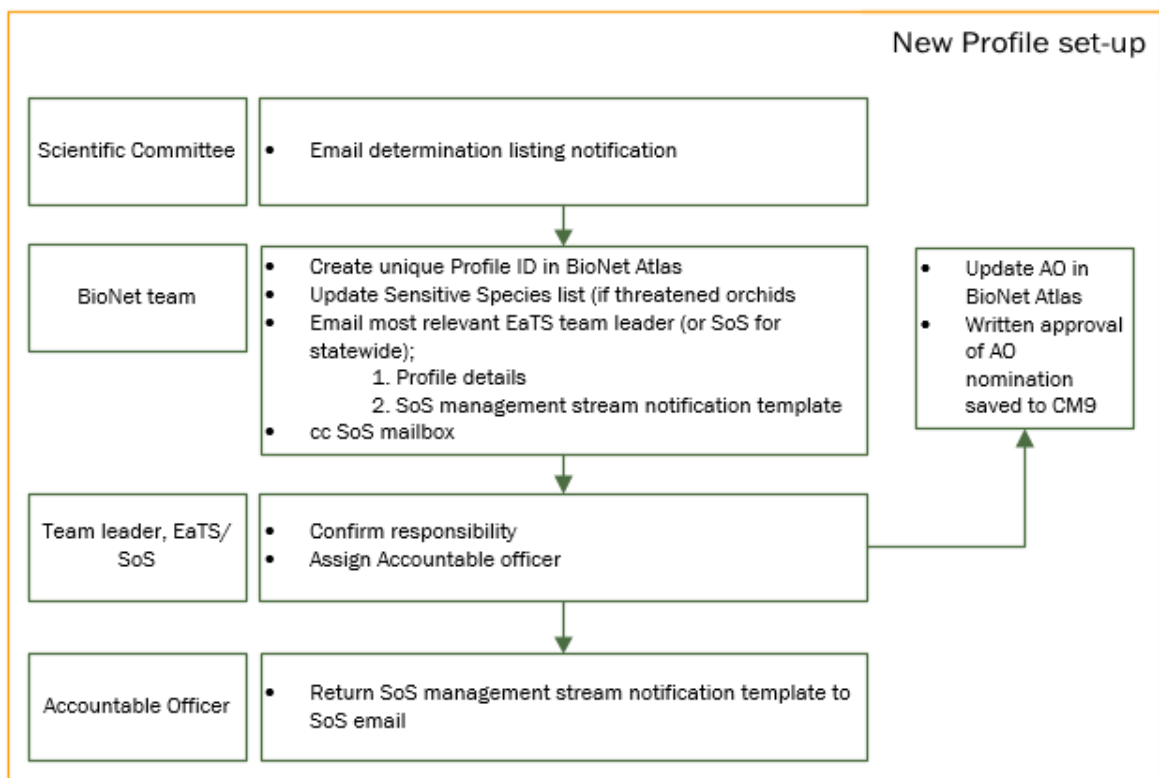 New Profile set-up
Scientific Committee
• Email determination listing notification
BioNet team
• Create unique Profile ID in BioNet Atlas
• Update Sensitive Species list (if threatened orchids
• Email most relevant EaTS team leader (or SoS for
statewide);
1. Profile details
2. SoS management stream notification template
• cc SoS mailbox
• Update AO in
BioNet Atlas
• Written approval
of AO
nomination
saved to CM9
Team leader, EaTS/
SoS
• Confirm responsibility
• Assign Accountable officer
Accountable Officer
• Return SoS management stream notification template to
SoS email